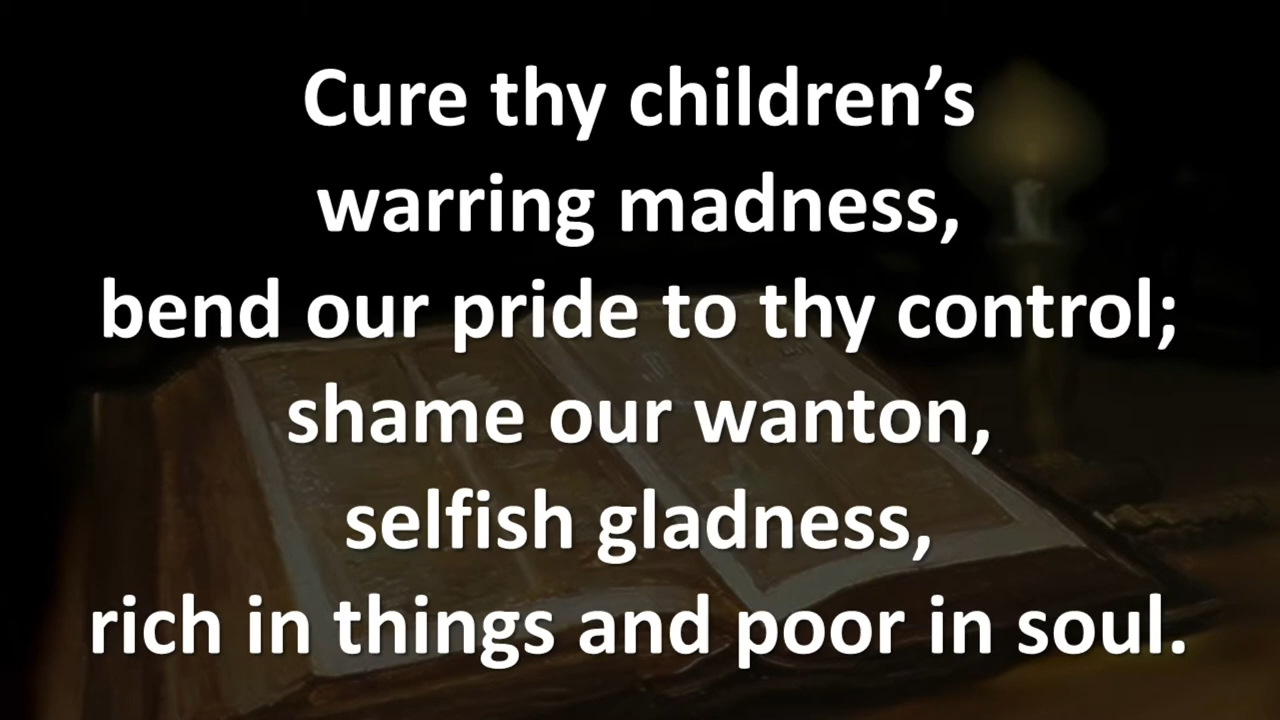 Cure thy children’s
warring madness,
bend our pride to thy control;
shame our wanton,
selfish gladness,
rich in things and poor in soul.